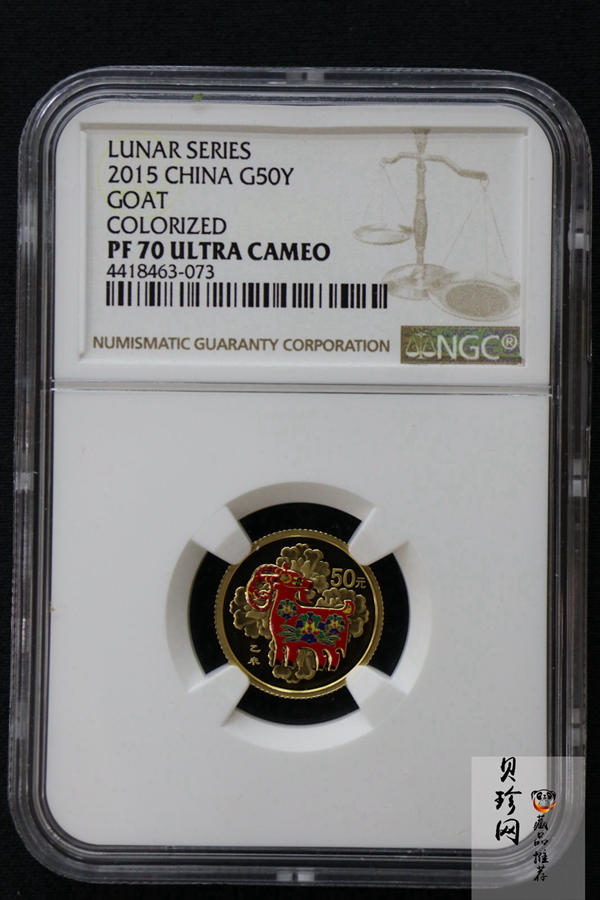 LUNAR SERIES
2015 CHINA G50Y
GOAT
COLORIZED
PF 70 ULTRA CAMEO
4418463-073
NUMISMATIC GUARANTY CORPORATION
NGC®
50元
乙未
贝珍网
藏品推荐